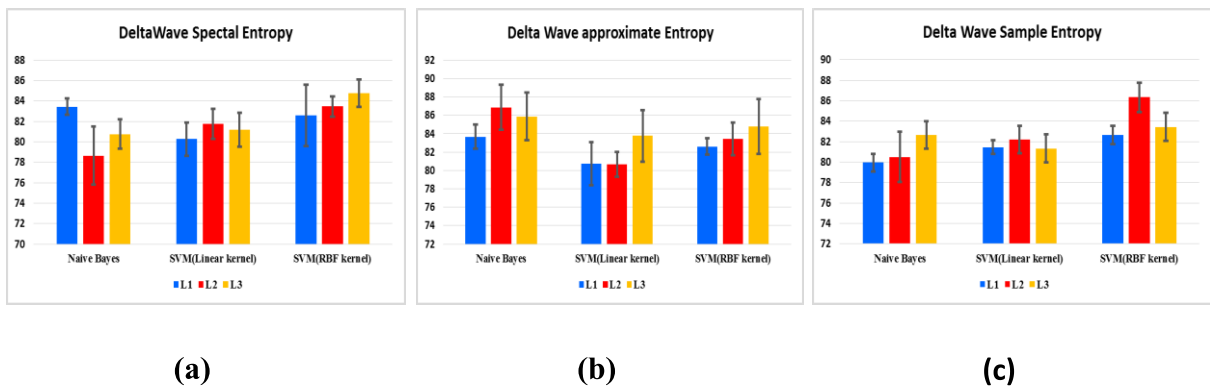 DeltaWave Spectal Entropy
88
86
84
82
80
78
76
74
72
70
Naive Bayes SVM(Linear kernel) SVM(RBF kernel)
L1 L2 L3
(a)
Delta Wave approximate Entropy
92
90
88
86
84
82
80
78
76
74
72
Naive Bayes SVM(Linear kernel) SVM(RBF kernel)
L1 L2 L3
(b)
Delta Wave Sample Entropy
90
88
86
84
82
80
78
76
74
72
Naive Bayes SVM(Linear kernel) SVM(RBF kernel)
L1 L2 L3
(c)